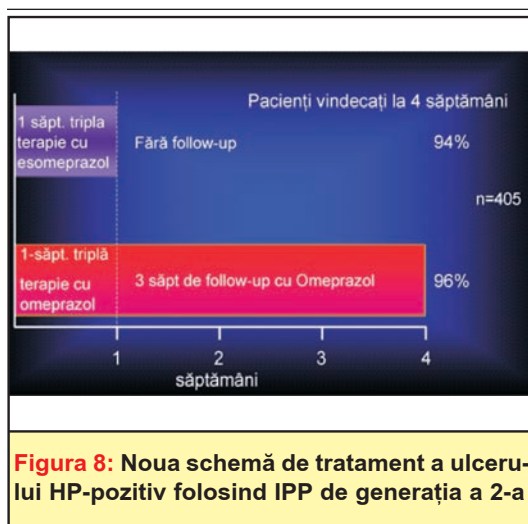 Pacienți vindecați la 4 săptămâni
1 săpt. tripla
terapie cu
esomeprazol
Fără follow-up
94%
n=405
1-săpt. triplă
terapie cu
omeprazol
3 săpt de follow-up cu Omeprazol
96%
1 2 3 4
săptămâni
Figura 8: Noua schemă de tratament a ulceru-
lui HP-pozitiv folosind IPP de generația a 2-a